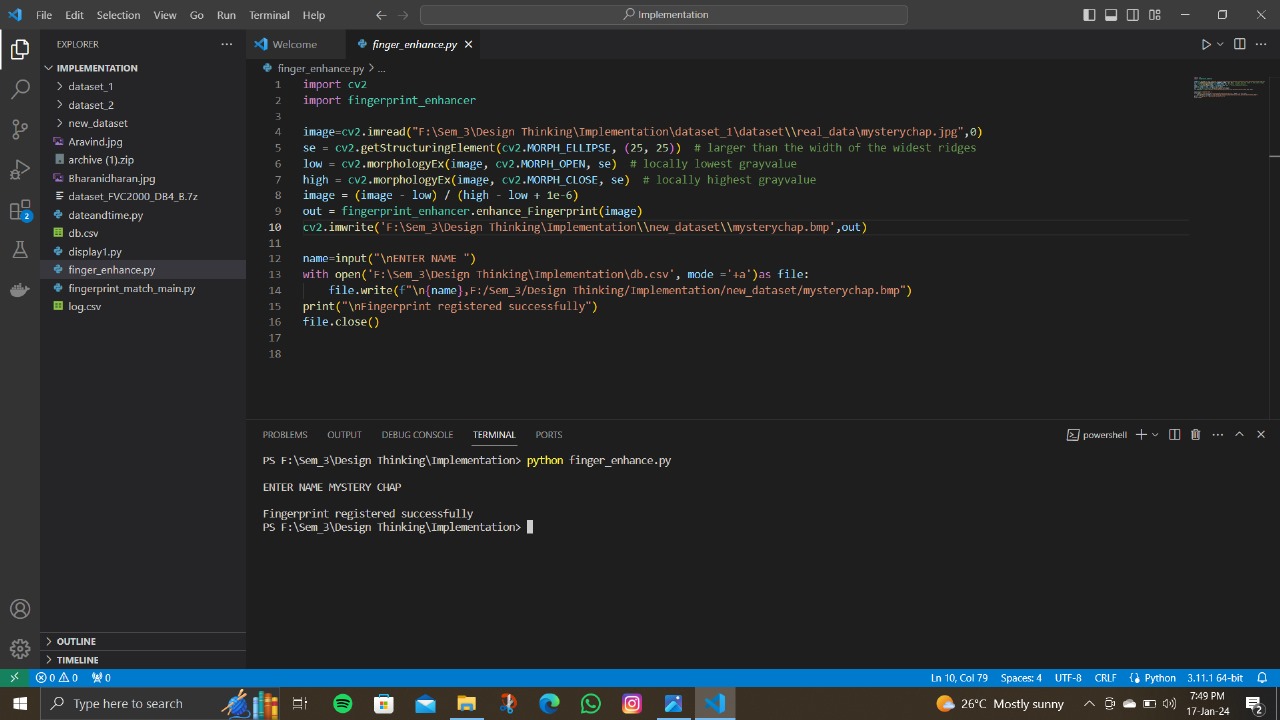 File Edit Selection View Go Run Terminal Help
Implementation
EXPLORER
Welcome
finger_enhance.py
IMPLEMENTATION
dataset_1
dataset_2
new_dataset
Aravind.jpg
archive (1).zip
Bharanidharan.jpg
dataset_FVC2000_DB4_B.7z
dateandtime.py
db.csv
display1.py
finger_enhance.py
fingerprint_match_main.py
log.csv
OUTLINE
TIMELINE
2
finger_enhance.py > ...
1 import cv2
2 import fingerprint_enhancer
3
4 image=cv2.imread("F:\Sem_3\Design Thinking\Implementation\dataset_1\dataset\\real_data\mysterychap.jpg",0)
5 se = cv2.getStructuringElement(cv2.MORPH_ELLIPSE, (25, 25))  # larger than the width of the widest ridges
6 low = cv2.morphologyEx(image, cv2.MORPH_OPEN, se)  # locally lowest grayvalue
7 high = cv2.morphologyEx(image, cv2.MORPH_CLOSE, se)  # locally highest grayvalue
8 image = (image - low) / (high - low + 1e-6)
9 out = fingerprint_enhancer.enhance_Fingerprint(image)
10 cv2.imwrite('F:\Sem_3\Design Thinking\Implementation\\new_dataset\\mysterychap.bmp',out)
11
12 name=input("\nENTER NAME ")
13 with open('F:\Sem_3\Design Thinking\Implementation\db.csv', mode ='+a')as file:
14     file.write(f"\n{name},F:/Sem_3/Design Thinking/Implementation/new_dataset/mysterychap.bmp")
15 print("\nFingerprint registered successfully")
16 file.close()
17
18
PROBLEMS OUTPUT DEBUG CONSOLE TERMINAL PORTS
powershell
PS F:\Sem_3\Design Thinking\Implementation> python finger_enhance.py
ENTER NAME MYSTERY CHAP
Fingerprint registered successfully
PS F:\Sem_3\Design Thinking\Implementation>
0 0 0
Ln 10, Col 79 Spaces: 4 UTF-8 CRLF Python 3.11.1 64-bit
Type here to search
26°C Mostly sunny
7:49 PM
17-Jan-24
2